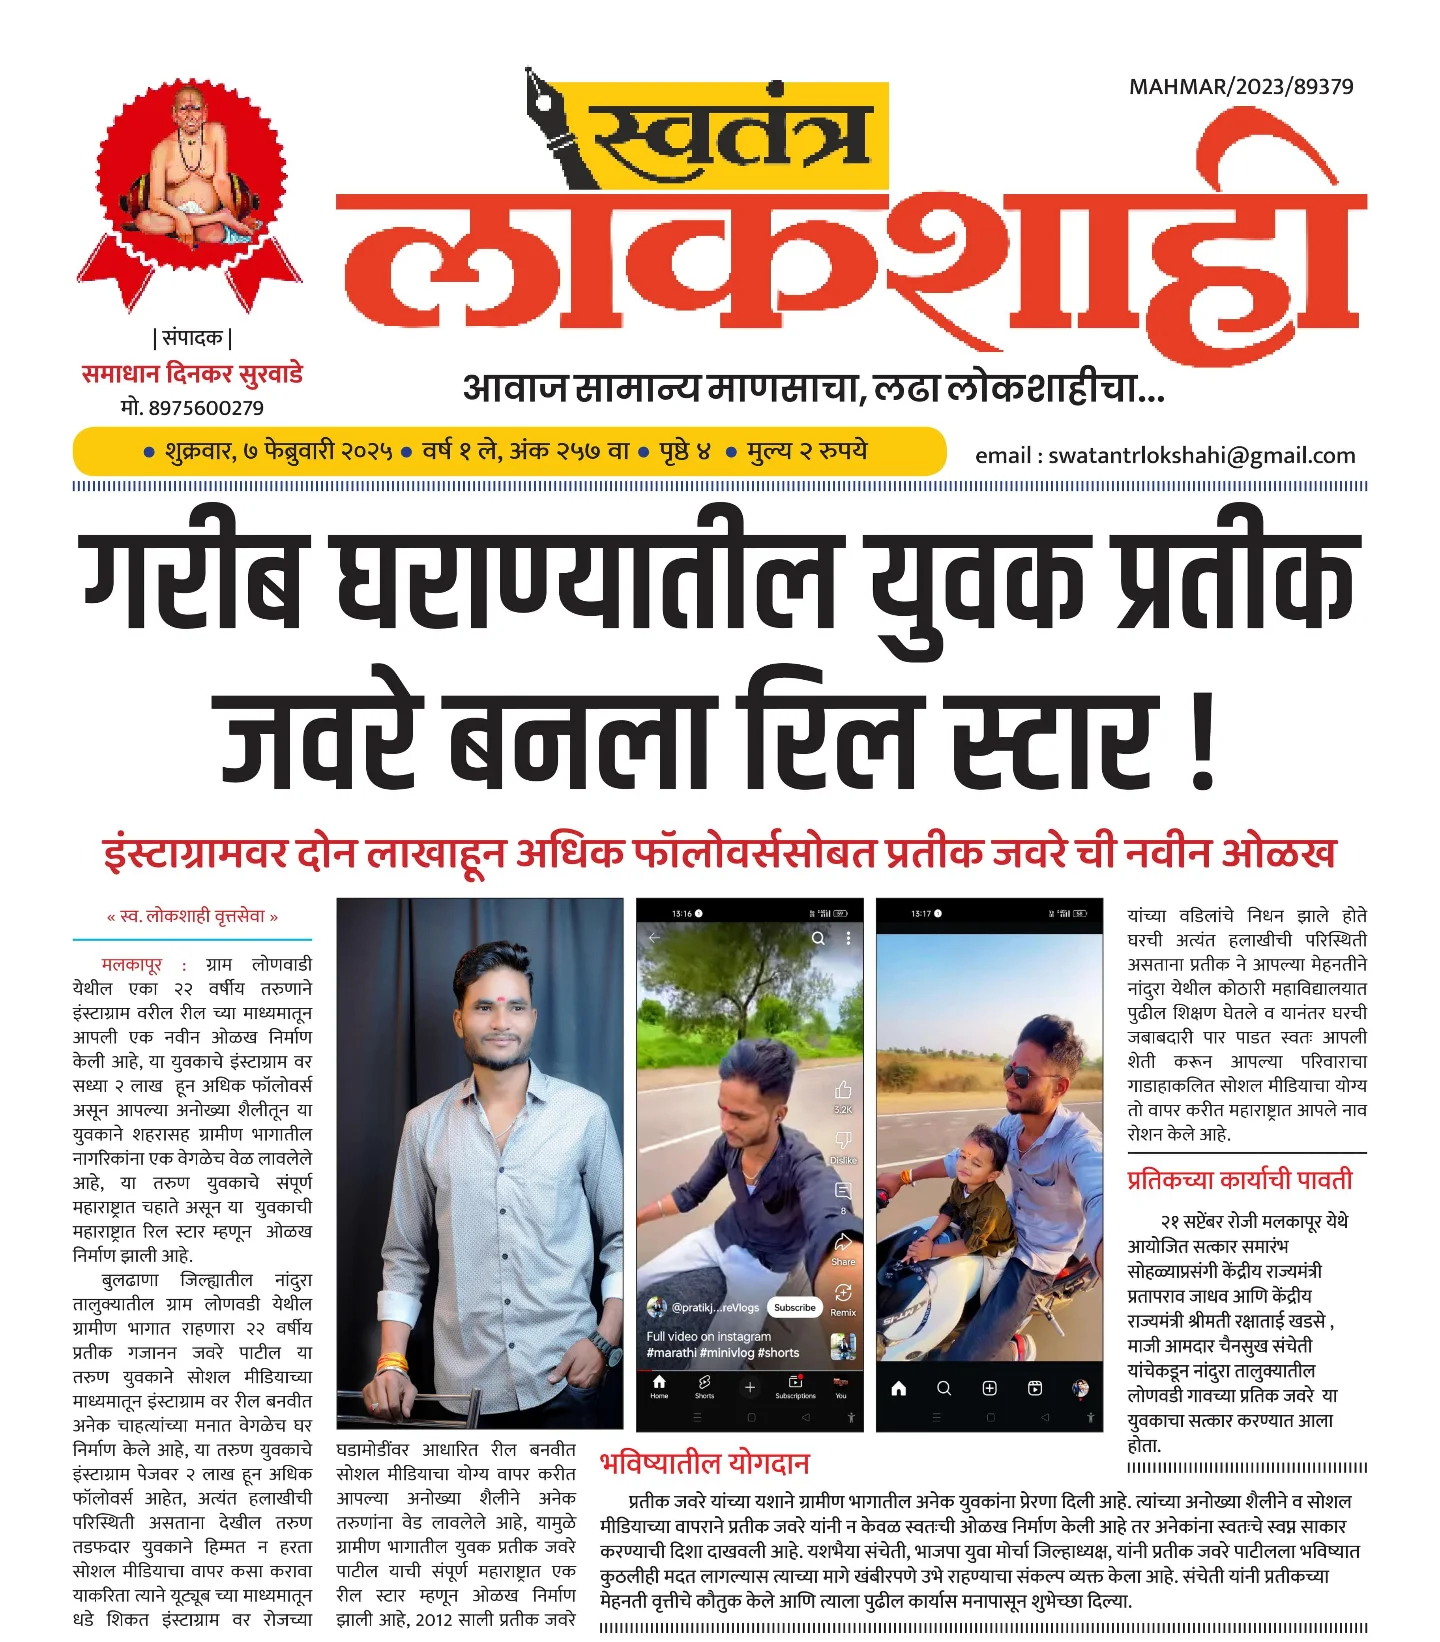 MAHMAR/2023/89379
स्वतंत्र
लोकशाही
| संपादक |
समाधान दिनकर सुरवाडे
मो. 8975600279
आवाज सामान्य माणसाचा, लढा लोकशाहीचा...
• शुक्रवार, ७ फेब्रुवारी २०२५ • वर्ष १ ले, अंक २५७ वा • पृष्ठे ४ • मुल्य २ रुपये
email : swatantrlokshahi@gmail.com
गरीब घराण्यातील युवक प्रतीक
जवरे बनला रिल स्टार !
इंस्टाग्रामवर दोन लाखाहून अधिक फॉलोवर्ससोबत प्रतीक जवरे ची नवीन ओळख
« स्व. लोकशाही वृत्तसेवा »
मलकापूर : ग्राम लोणवाडी
येथील एका २२ वर्षीय तरुणाने
इंस्टाग्राम वरील रील च्या माध्यमातून
आपली एक नवीन ओळख निर्माण
केली आहे, या युवकाचे इंस्टाग्राम वर
सध्या २ लाख हून अधिक फॉलोवर्स
असून आपल्या अनोख्या शैलीतून या
युवकाने शहरासह ग्रामीण भागातील
नागरिकांना एक वेगळेच वेळ लावलेले
आहे, या तरुण युवकाचे संपूर्ण
महाराष्ट्रात चहाते असून या युवकाची
महाराष्ट्रात रिल स्टार म्हणून ओळख
निर्माण झाली आहे.
बुलढाणा जिल्ह्यातील नांदुरा
तालुक्यातील ग्राम लोणवडी येथील
ग्रामीण भागात राहणारा २२ वर्षीय
प्रतीक गजानन जवरे पाटील या
तरुण युवकाने सोशल मीडियाच्या
माध्यमातून इंस्टाग्राम वर रील बनवीत
अनेक चाहत्यांच्या मनात वेगळेच घर
निर्माण केले आहे, या तरुण युवकाचे
इंस्टाग्राम पेजवर २ लाख हून अधिक
फॉलोवर्स आहेत, अत्यंत हलाखीची
परिस्थिती असताना देखील तरुण
तडफदार युवकाने हिम्मत न हरता
सोशल मीडियाचा वापर कसा करावा
याकरिता त्याने यूट्यूब च्या माध्यमातून
धडे शिकत इंस्टाग्राम वर रोजच्या
घडामोडींवर आधारित रील बनवीत
सोशल मीडियाचा योग्य वापर करीत
आपल्या अनोख्या शैलीने अनेक
तरुणांना वेड लावलेले आहे, यामुळे
ग्रामीण भागातील युवक प्रतीक जवरे
पाटील याची संपूर्ण महाराष्ट्रात एक
रील स्टार म्हणून ओळख निर्माण
झाली आहे, 2012 साली प्रतीक जवरे
13:16
3.2K
Dislike
8
Share
Remix
@pratikj...reVlogs Subscribe
Full video on instagram
#marathi #minivlog #shorts
Home Shorts Subscriptions You
13:17
यांच्या वडिलांचे निधन झाले होते
घरची अत्यंत हलाखीची परिस्थिती
असताना प्रतीक ने आपल्या मेहनतीने
नांदुरा येथील कोठारी महाविद्यालयात
पुढील शिक्षण घेतले व यानंतर घरची
जबाबदारी पार पाडत स्वतः आपली
शेती करून आपल्या परिवाराचा
गाडाहाकलित सोशल मीडियाचा योग्य
तो वापर करीत महाराष्ट्रात आपले नाव
रोशन केले आहे.
प्रतिकच्या कार्याची पावती
२१ सप्टेंबर रोजी मलकापूर येथे
आयोजित सत्कार समारंभ
सोहळ्याप्रसंगी केंद्रीय राज्यमंत्री
प्रतापराव जाधव आणि केंद्रीय
राज्यमंत्री श्रीमती रक्षाताई खडसे ,
माजी आमदार चैनसुख संचेती
यांचेकडून नांदुरा तालुक्यातील
लोणवडी गावच्या प्रतिक जवरे या
युवकाचा सत्कार करण्यात आला
होता.
भविष्यातील योगदान
प्रतीक जवरे यांच्या यशाने ग्रामीण भागातील अनेक युवकांना प्रेरणा दिली आहे. त्यांच्या अनोख्या शैलीने व सोशल
मीडियाच्या वापराने प्रतीक जवरे यांनी न केवळ स्वतःची ओळख निर्माण केली आहे तर अनेकांना स्वतःचे स्वप्न साकार
करण्याची दिशा दाखवली आहे. यशभैया संचेती, भाजपा युवा मोर्चा जिल्हाध्यक्ष, यांनी प्रतीक जवरे पाटीलला भविष्यात
कुठलीही मदत लागल्यास त्याच्या मागे खंबीरपणे उभे राहण्याचा संकल्प व्यक्त केला आहे. संचेती यांनी प्रतीकच्या
मेहनती वृत्तीचे कौतुक केले आणि त्याला पुढील कार्यास मनापासून शुभेच्छा दिल्या.